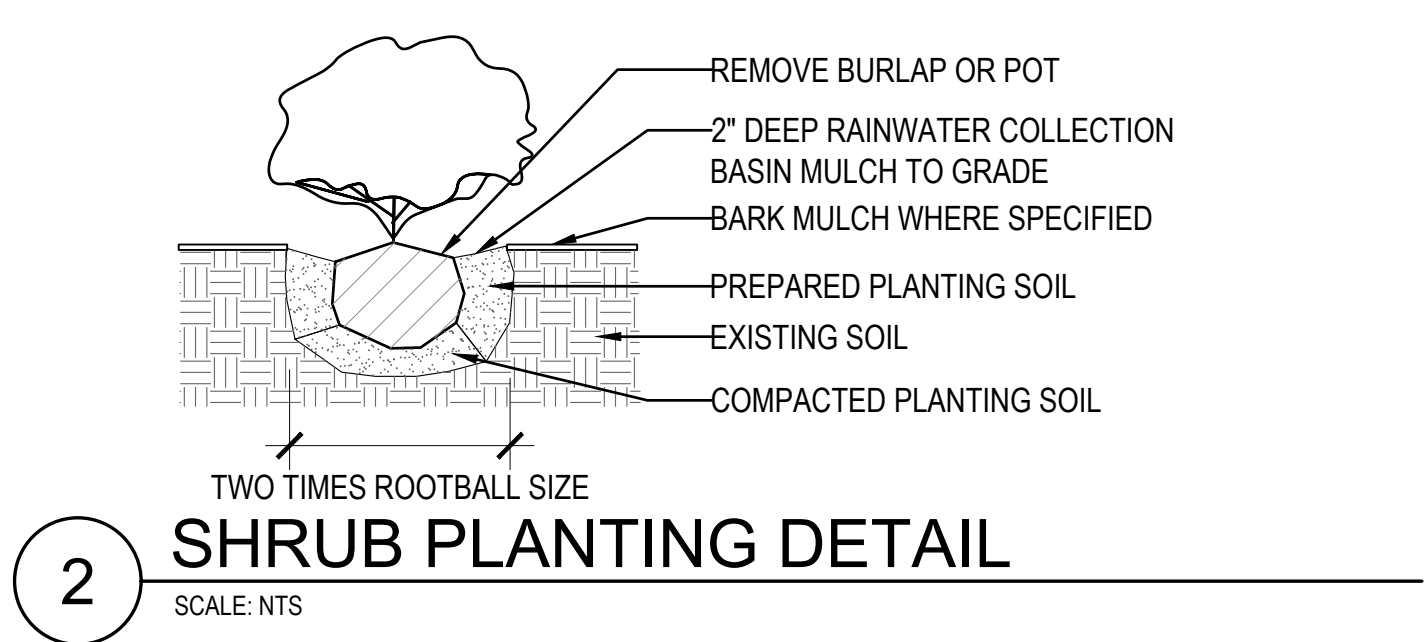 REMOVE BURLAP OR POT
2" DEEP RAINWATER COLLECTION
BASIN MULCH TO GRADE
BARK MULCH WHERE SPECIFIED
PREPARED PLANTING SOIL
EXISTING SOIL
COMPACTED PLANTING SOIL
TWO TIMES ROOTBALL SIZE
2 SHRUB PLANTING DETAIL
SCALE: NTS